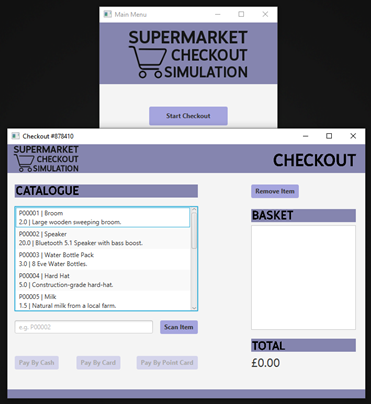 Main Menu
SUPERMARKET
CHECKOUT
SIMULATION
Start Checkout
Checkout #878410
SUPERMARKET
CHECKOUT
SIMULATION
CHECKOUT
CATALOGUE
P00001 | Broom
2.0 | Large wooden sweeping broom.
P00002 | Speaker
20.0 | Bluetooth 5.1 Speaker with bass boost.
P00003 | Water Bottle Pack
3.0 | 8 Eve Water Bottles.
P00004 | Hard Hat
5.0 | Construction-grade hard-hat.
P00005 | Milk
1.5 | Natural milk from a local farm.
e.g. P00002
Scan Item
Pay By Cash
Pay By Card
Pay By Point Card
Remove Item
BASKET
TOTAL
£0.00